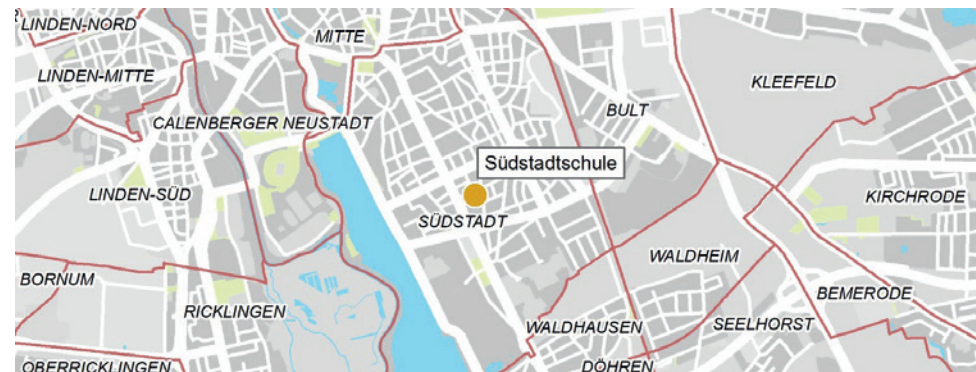 LINDEN-NORD
MITTE
LINDEN-MITTE
KLEEFELD
BULT
CALENBERGER NEUSTADT
Südstadtschule
LINDEN-SÜD
KIRCHRODE
SÜDSTADT
WALDHEIM
BORNUM
BEMERODE
RICKLINGEN
WALDHAUSEN
SEELHORST
OBERRICKLINGEN
DÖHREN